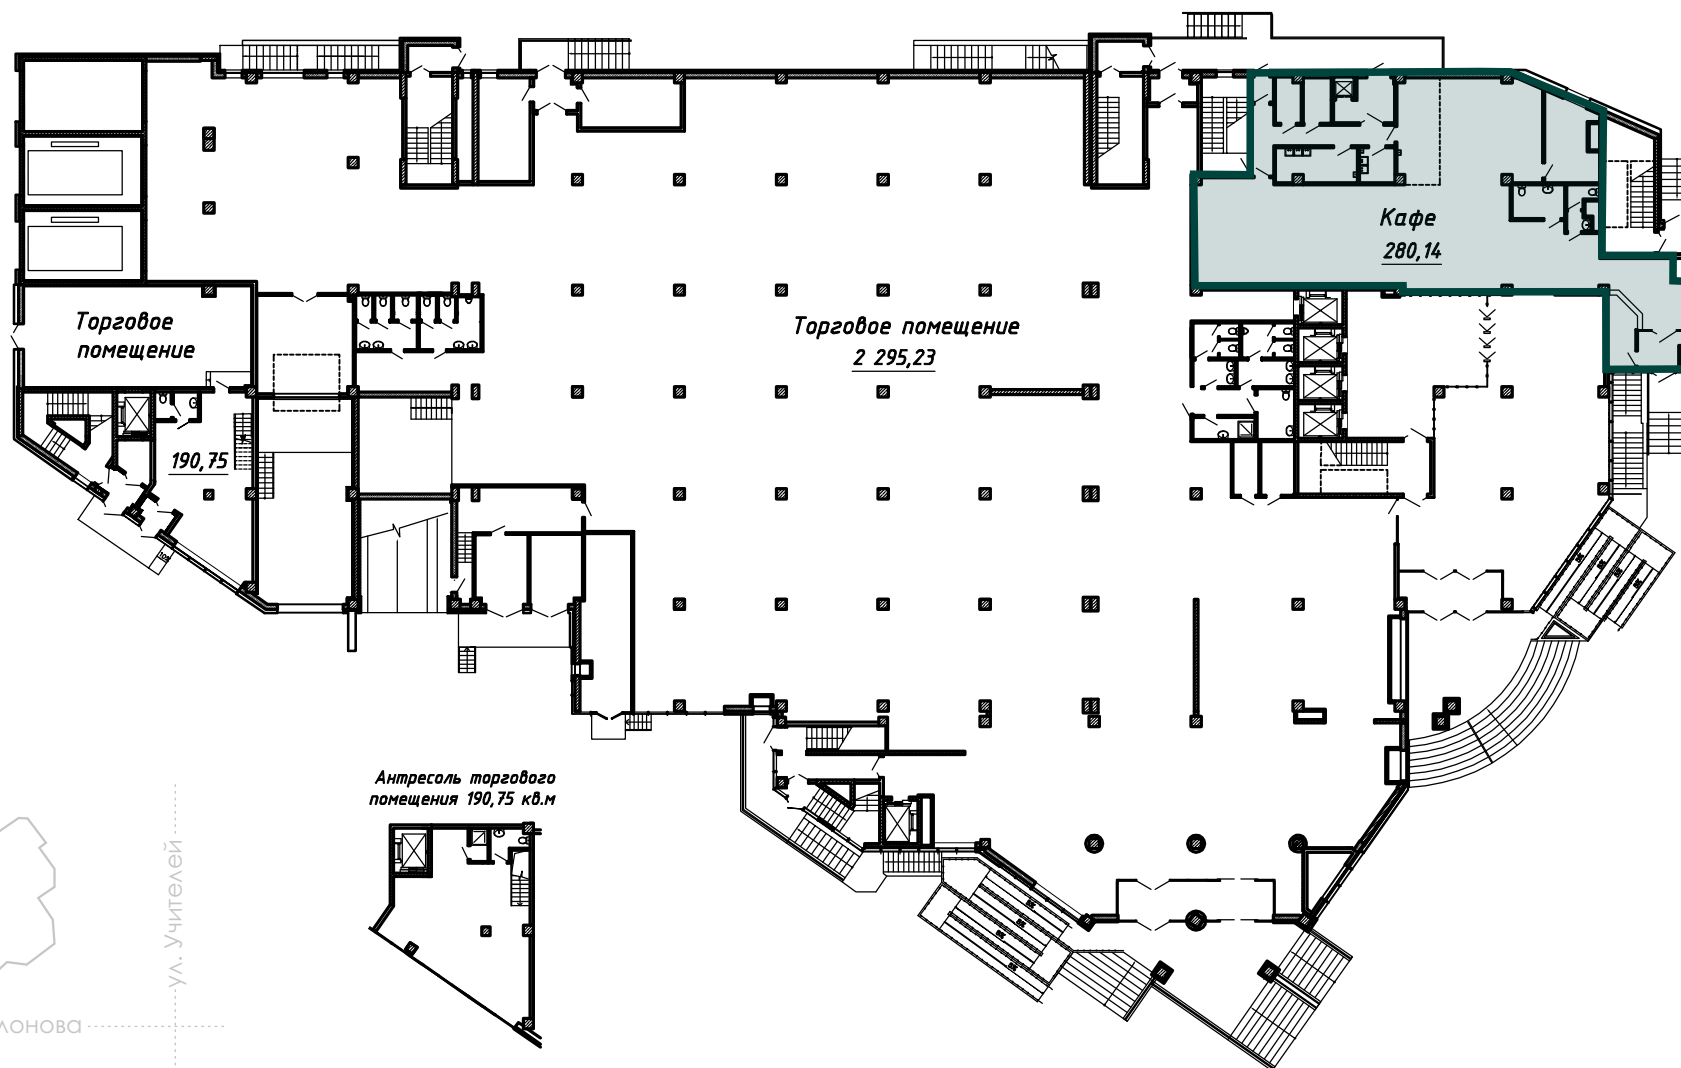 Кафе
280,14
Торговое
помещение
Торговое помещение
2 295,23
190,75
Антресоль торгового
помещения 190,75 кв.м
ул. Учителей
лонова